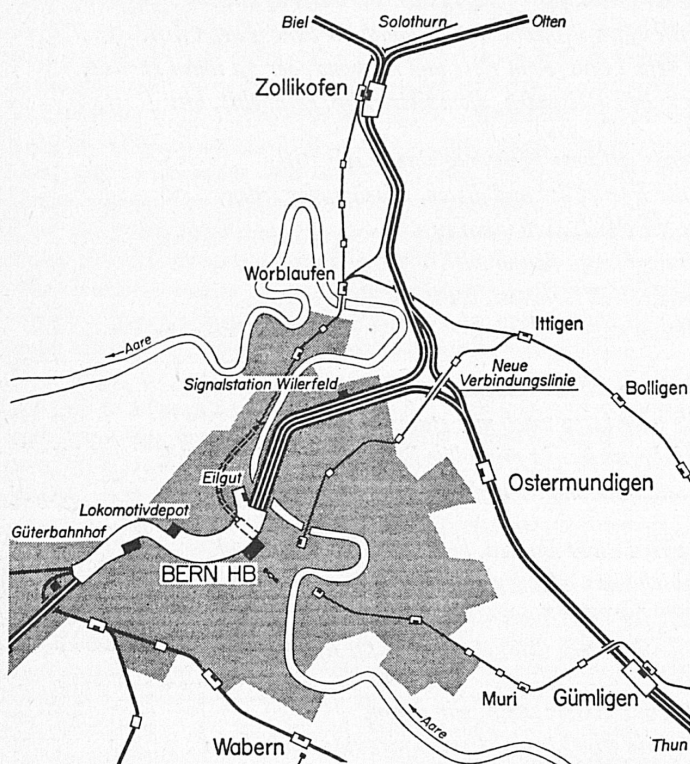 Biel
Solothurn
Olten
Zollikofen
Worblaufen
Ittigen
Aare
Neue
Verbindungslinie
Signalstation Wilerfeld
Bolligen
Eilgut
Ostermundigen
Lokomotivdepot
Güterbahnhof
BERN HB
Muri
Gümligen
Aare
Wabern
Thun